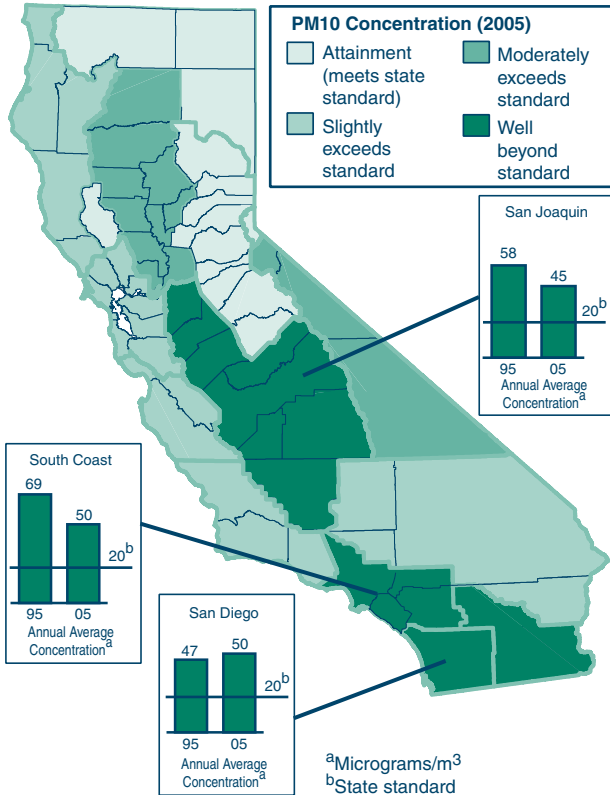 PM10 Concentration (2005)
Attainment
(meets state
standard)
Slightly
exceeds
standard
Moderately
exceeds
standard
Well
beyond
standard
San Joaquin
58
45
20b
95 05
Annual Average
Concentrationa
South Coast
69
50
20b
95 05
Annual Average
Concentrationa
San Diego
47
50
20b
95 05
Annual Average
Concentrationa
aMicrograms/m3
bState standard